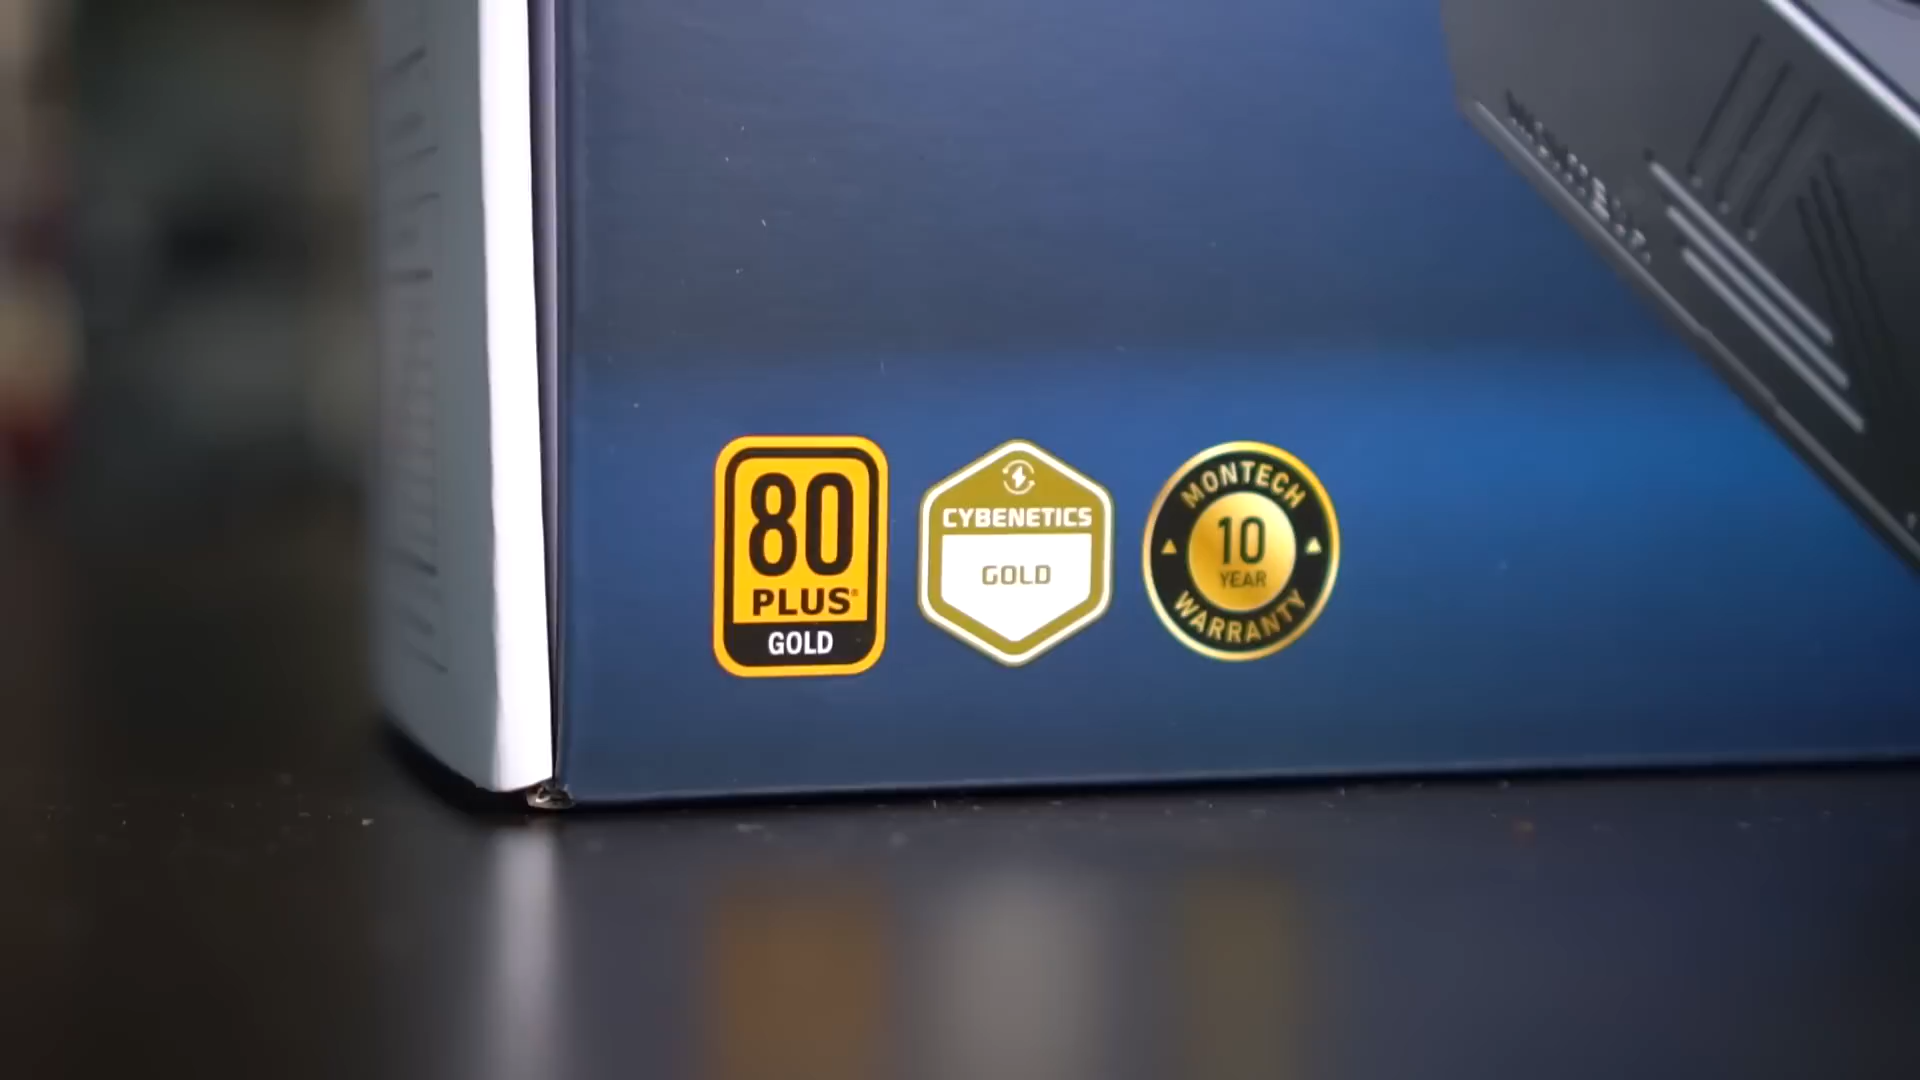 80
PLUS®
GOLD
CYBENETICS
GOLD
MONTECH
10
YEAR
WARRANTY